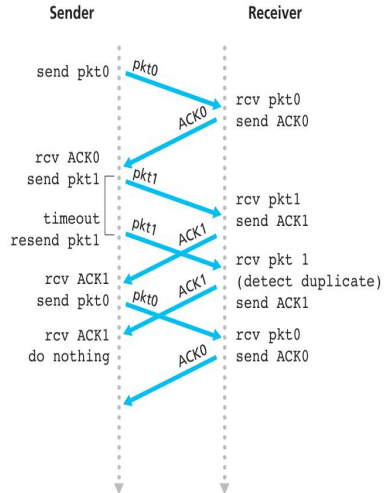 Sender
Receiver
send pkt0
pkt0
rcv pkt0
ACK0
send ACK0
rcv ACK0
send pkt1
pkt1
rcv pkt1
timeout
send ACK1
resend pkt1
pkt1
ACK1
rcv pkt 1
(detect duplicate)
rcv ACK1
send pkt0
pkt0
ACK1
send ACK1
rcv ACK1
do nothing
rcv pkt0
send ACK0
ACK0